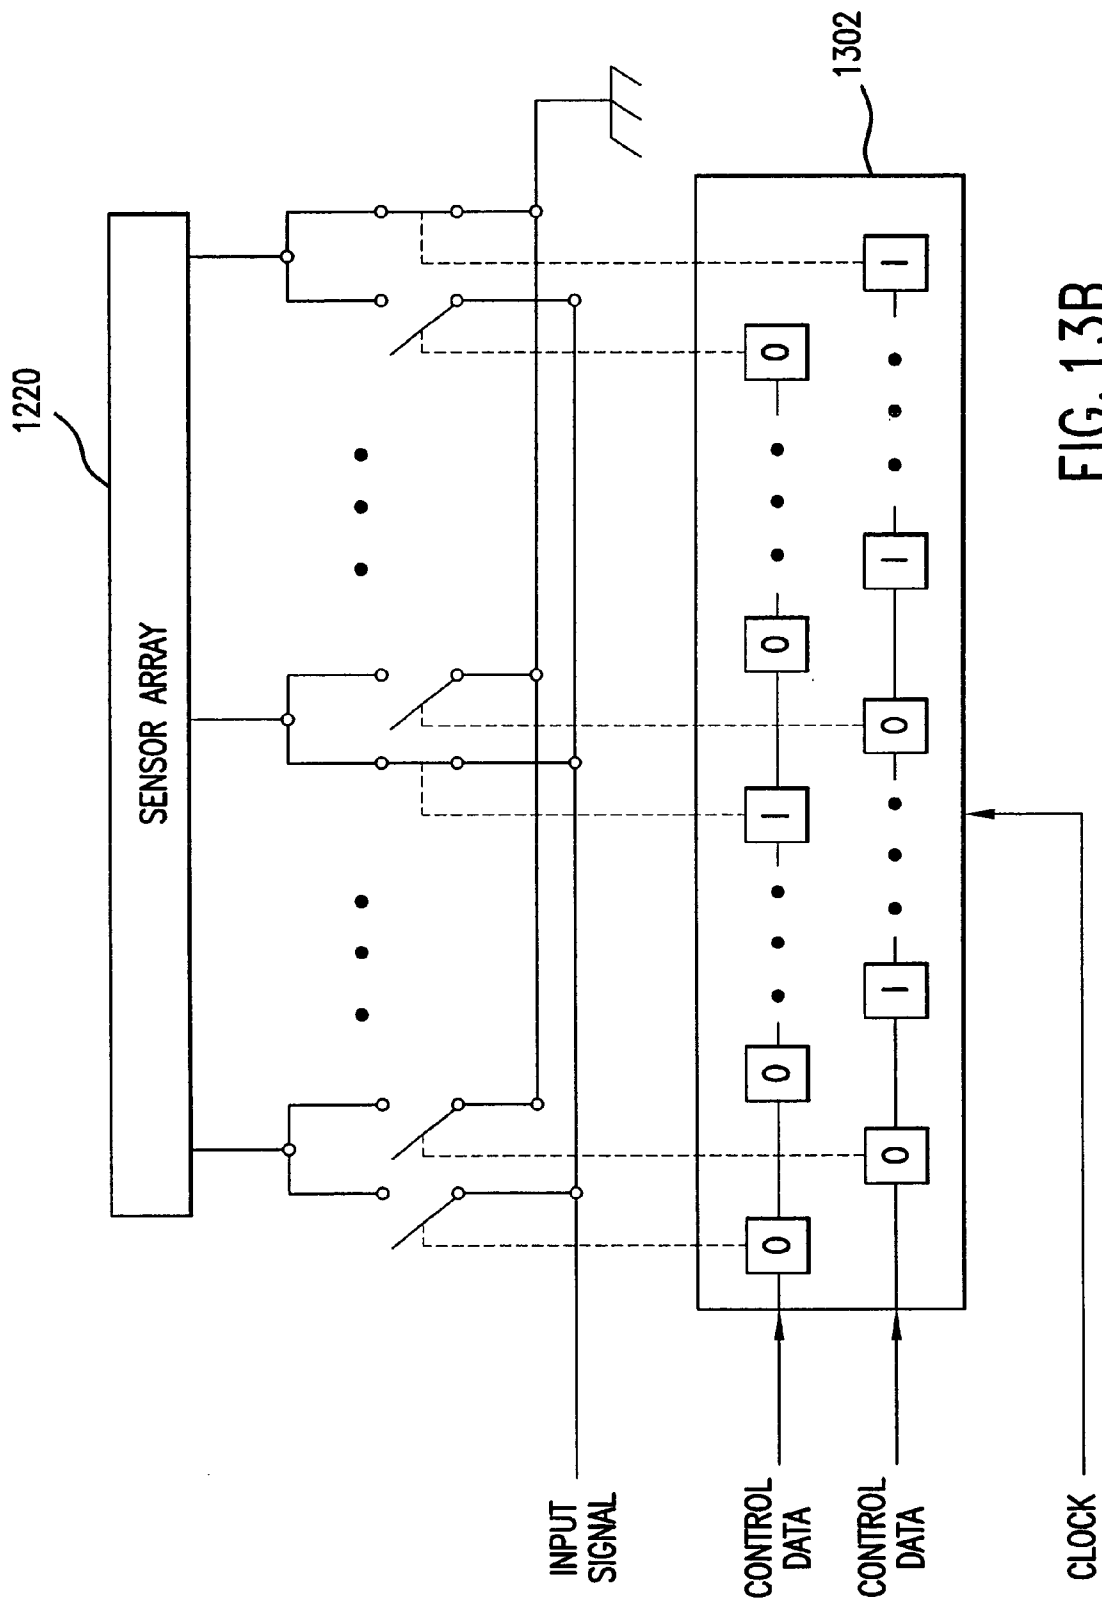 1220
SENSOR ARRAY
INPUT
SIGNAL
1302
CONTROL
DATA
0 0 1 0 0
CONTROL
DATA
0 1 0 1 1
CLOCK
FIG. 13B